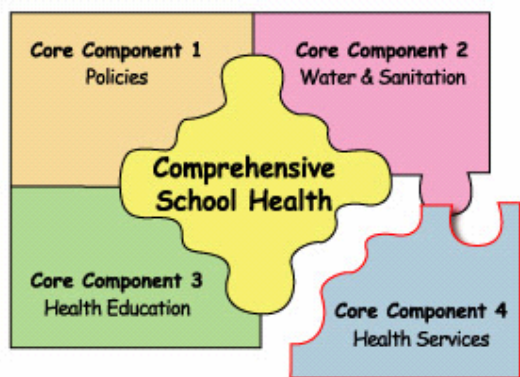 Core Component 1
Policies
Core Component 2
Water & Sanitation
Comprehensive
School Health
Core Component 3
Health Education
Core Component 4
Health Services